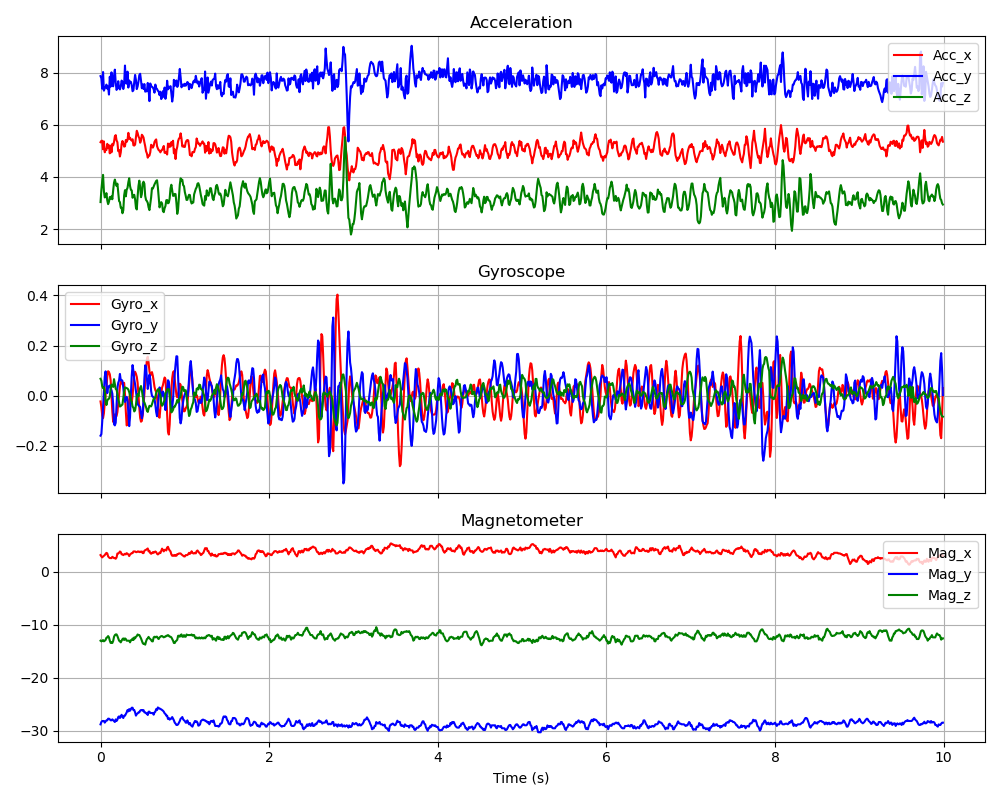 Acceleration
8
6
4
2
Acc_x
Acc_y
Acc_z
Gyroscope
0.4
0.2
0.0
−0.2
Gyro_x
Gyro_y
Gyro_z
Magnetometer
0
−10
−20
−30
Mag_x
Mag_y
Mag_z
0 2 4 6 8 10
Time (s)